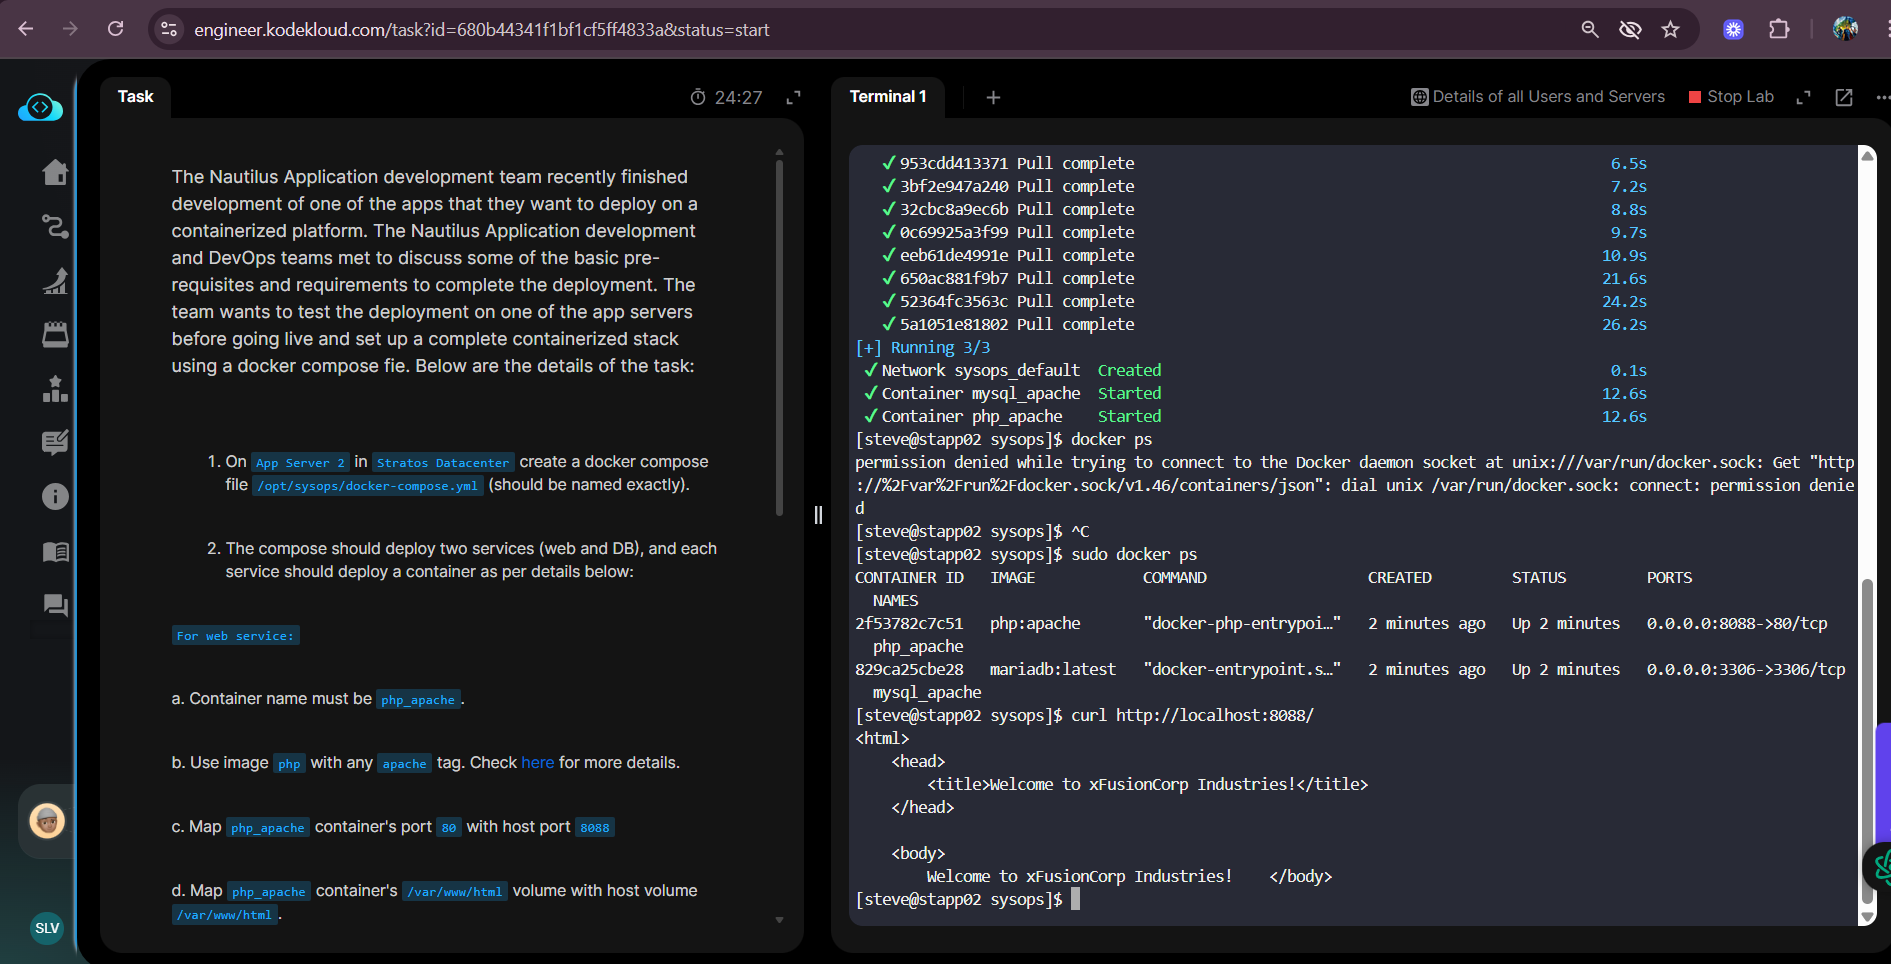 engineer.kodekloud.com/task?id=680b44341f1bf1cf5ff4833a&status=start
Task
24:27
The Nautilus Application development team recently finished
development of one of the apps that they want to deploy on a
containerized platform. The Nautilus Application development
and DevOps teams met to discuss some of the basic pre-
requisites and requirements to complete the deployment. The
team wants to test the deployment on one of the app servers
before going live and set up a complete containerized stack
using a docker compose fie. Below are the details of the task:
1. On App Server 2 in Stratos Datacenter create a docker compose
file /opt/sysops/docker-compose.yml (should be named exactly).
2. The compose should deploy two services (web and DB), and each
service should deploy a container as per details below:
For web service:
a. Container name must be php_apache.
b. Use image php with any apache tag. Check here for more details.
c. Map php_apache container's port 80 with host port 8088
d. Map php_apache container's /var/www/html volume with host volume
/var/www/html.
SLV
Terminal 1
+
Details of all Users and Servers
Stop Lab
✓ 953cdd413371 Pull complete 6.5s
✓ 3bf2e947a240 Pull complete 7.2s
✓ 32cbc8a9ec6b Pull complete 8.8s
✓ 0c69925a3f99 Pull complete 9.7s
✓ eeb61de4991e Pull complete 10.9s
✓ 650ac881f9b7 Pull complete 21.6s
✓ 52364fc3563c Pull complete 24.2s
✓ 5a1051e81802 Pull complete 26.2s
[+] Running 3/3
✓ Network sysops_default Created 0.1s
✓ Container mysql_apache Started 12.6s
✓ Container php_apache Started 12.6s
[steve@stapp02 sysops]$ docker ps
permission denied while trying to connect to the Docker daemon socket at unix:///var/run/docker.sock: Get "http
://%2Fvar%2Frun%2Fdocker.sock/v1.46/containers/json": dial unix /var/run/docker.sock: connect: permission denie
d
[steve@stapp02 sysops]$ ^C
[steve@stapp02 sysops]$ sudo docker ps
CONTAINER ID IMAGE COMMAND CREATED STATUS PORTS
NAMES
2f53782c7c51 php:apache "docker-php-entrypoi…" 2 minutes ago Up 2 minutes 0.0.0.0:8088->80/tcp
php_apache
829ca25cbe28 mariadb:latest "docker-entrypoint.s…" 2 minutes ago Up 2 minutes 0.0.0.0:3306->3306/tcp
mysql_apache
[steve@stapp02 sysops]$ curl http://localhost:8088/
<html>
<head>
<title>Welcome to xFusionCorp Industries!</title>
</head>
<body>
Welcome to xFusionCorp Industries! </body>
[steve@stapp02 sysops]$